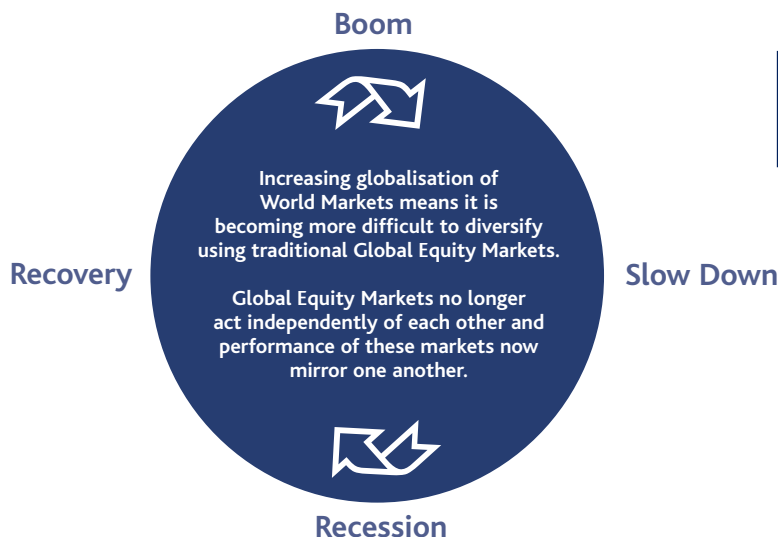 Boom
Increasing globalisation of
World Markets means it is
becoming more difficult to diversify
using traditional Global Equity Markets.
Recovery
Slow Down
Global Equity Markets no longer
act independently of each other and
performance of these markets now
mirror one another.
Recession